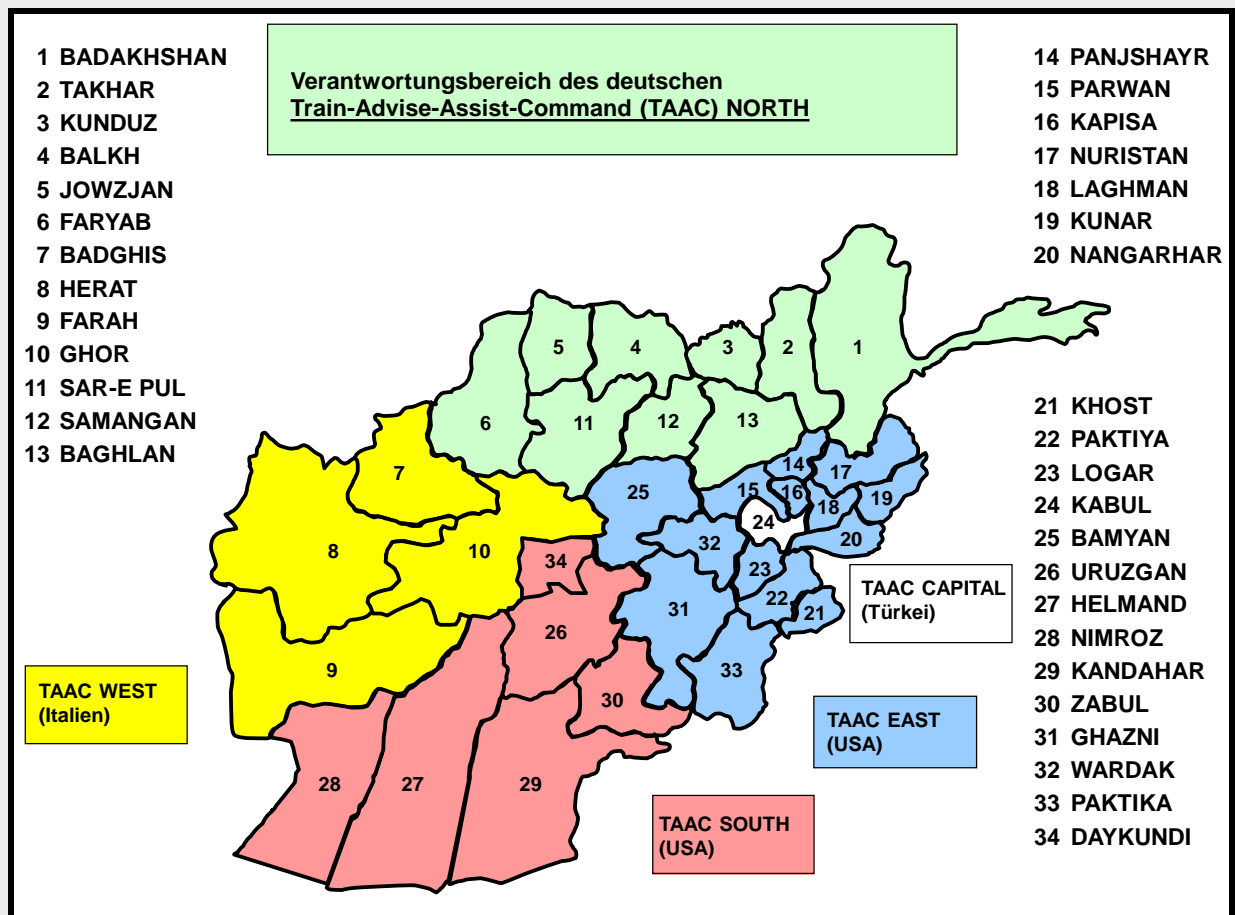 1 BADAKHSHAN
2 TAKHAR
3 KUNDUZ
4 BALKH
5 JOWZJAN
6 FARYAB
7 BADGHIS
8 HERAT
9 FARAH
10 GHOR
11 SAR-E PUL
12 SAMANGAN
13 BAGHLAN
Verantwortungsbereich des deutschen
Train-Advise-Assist-Command (TAAC) NORTH
14 PANJSHAYR
15 PARWAN
16 KAPISA
17 NURISTAN
18 LAGHMAN
19 KUNAR
20 NANGARHAR
21 KHOST
22 PAKTIYA
23 LOGAR
24 KABUL
25 BAMYAN
26 URUZGAN
27 HELMAND
28 NIMROZ
29 KANDAHAR
30 ZABUL
31 GHAZNI
32 WARDAK
33 PAKTIKA
34 DAYKUNDI
5
4
3
2
1
6
11
12
13
7
25
14
17
15
16
18
19
24
20
8
10
32
34
23
22
21
31
26
9
33
30
28
27
29
TAAC CAPITAL
(Türkei)
TAAC WEST
(Italien)
TAAC EAST
(USA)
TAAC SOUTH
(USA)